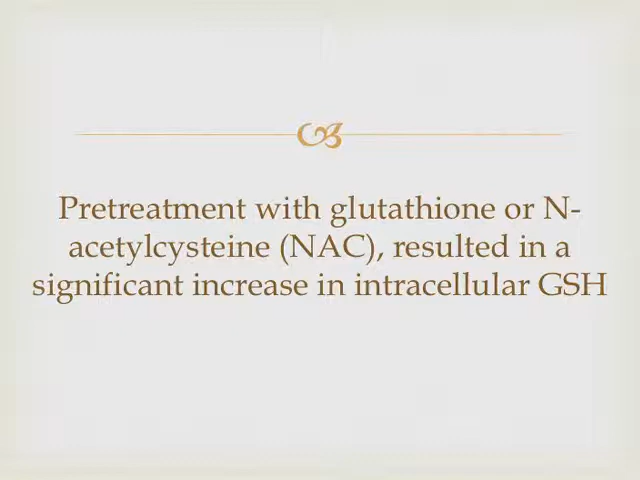 Pretreatment with glutathione or N-
acetylcysteine (NAC), resulted in a
significant increase in intracellular GSH